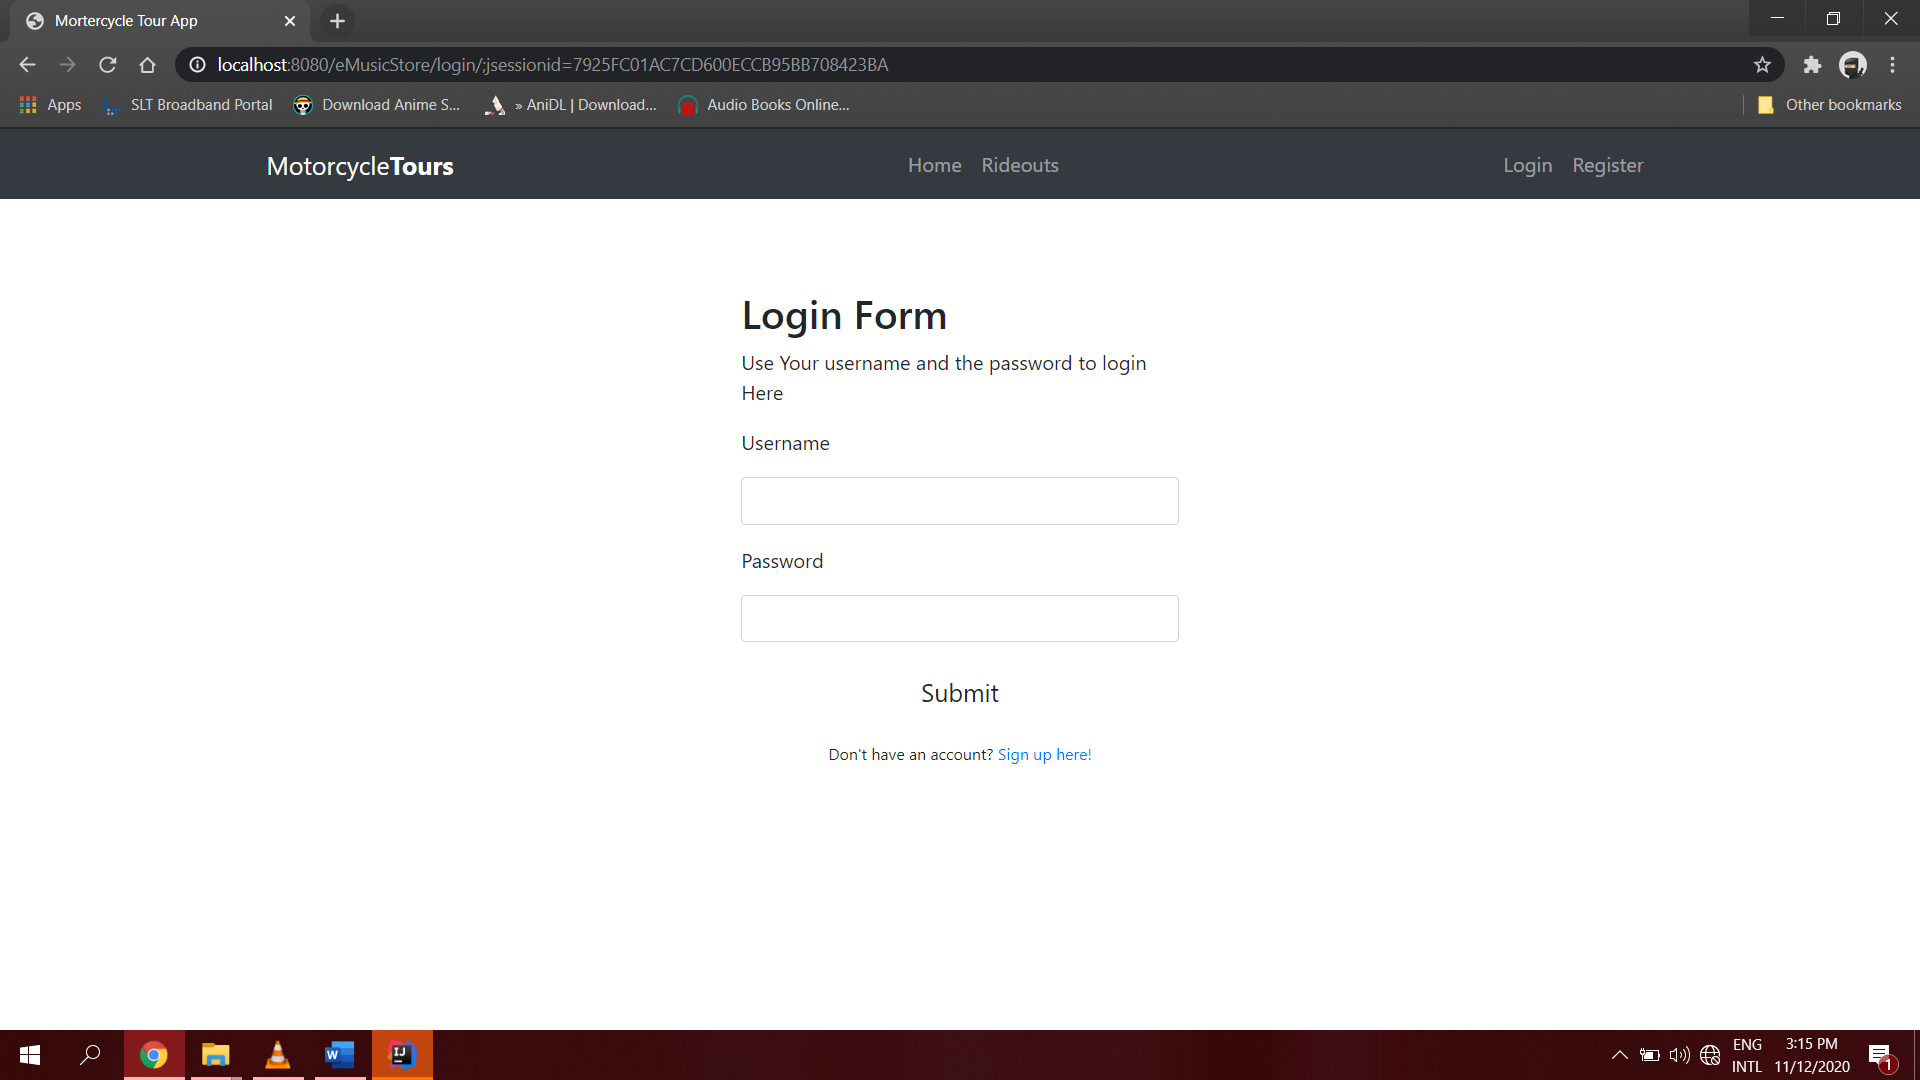 Mortercycle Tour App
localhost:8080/eMusicStore/login/;jsessionid=7925FC01AC7CD600ECCB95BB708423BA
Apps SLT Broadband Portal Download Anime S... » AniDL | Download... Audio Books Online... Other bookmarks
MotorcycleTours Home Rideouts Login Register
Login Form
Use Your username and the password to login
Here
Username
Password
Submit
Don't have an account? Sign up here!
ENG 3:15 PM
INTL 11/12/2020
1